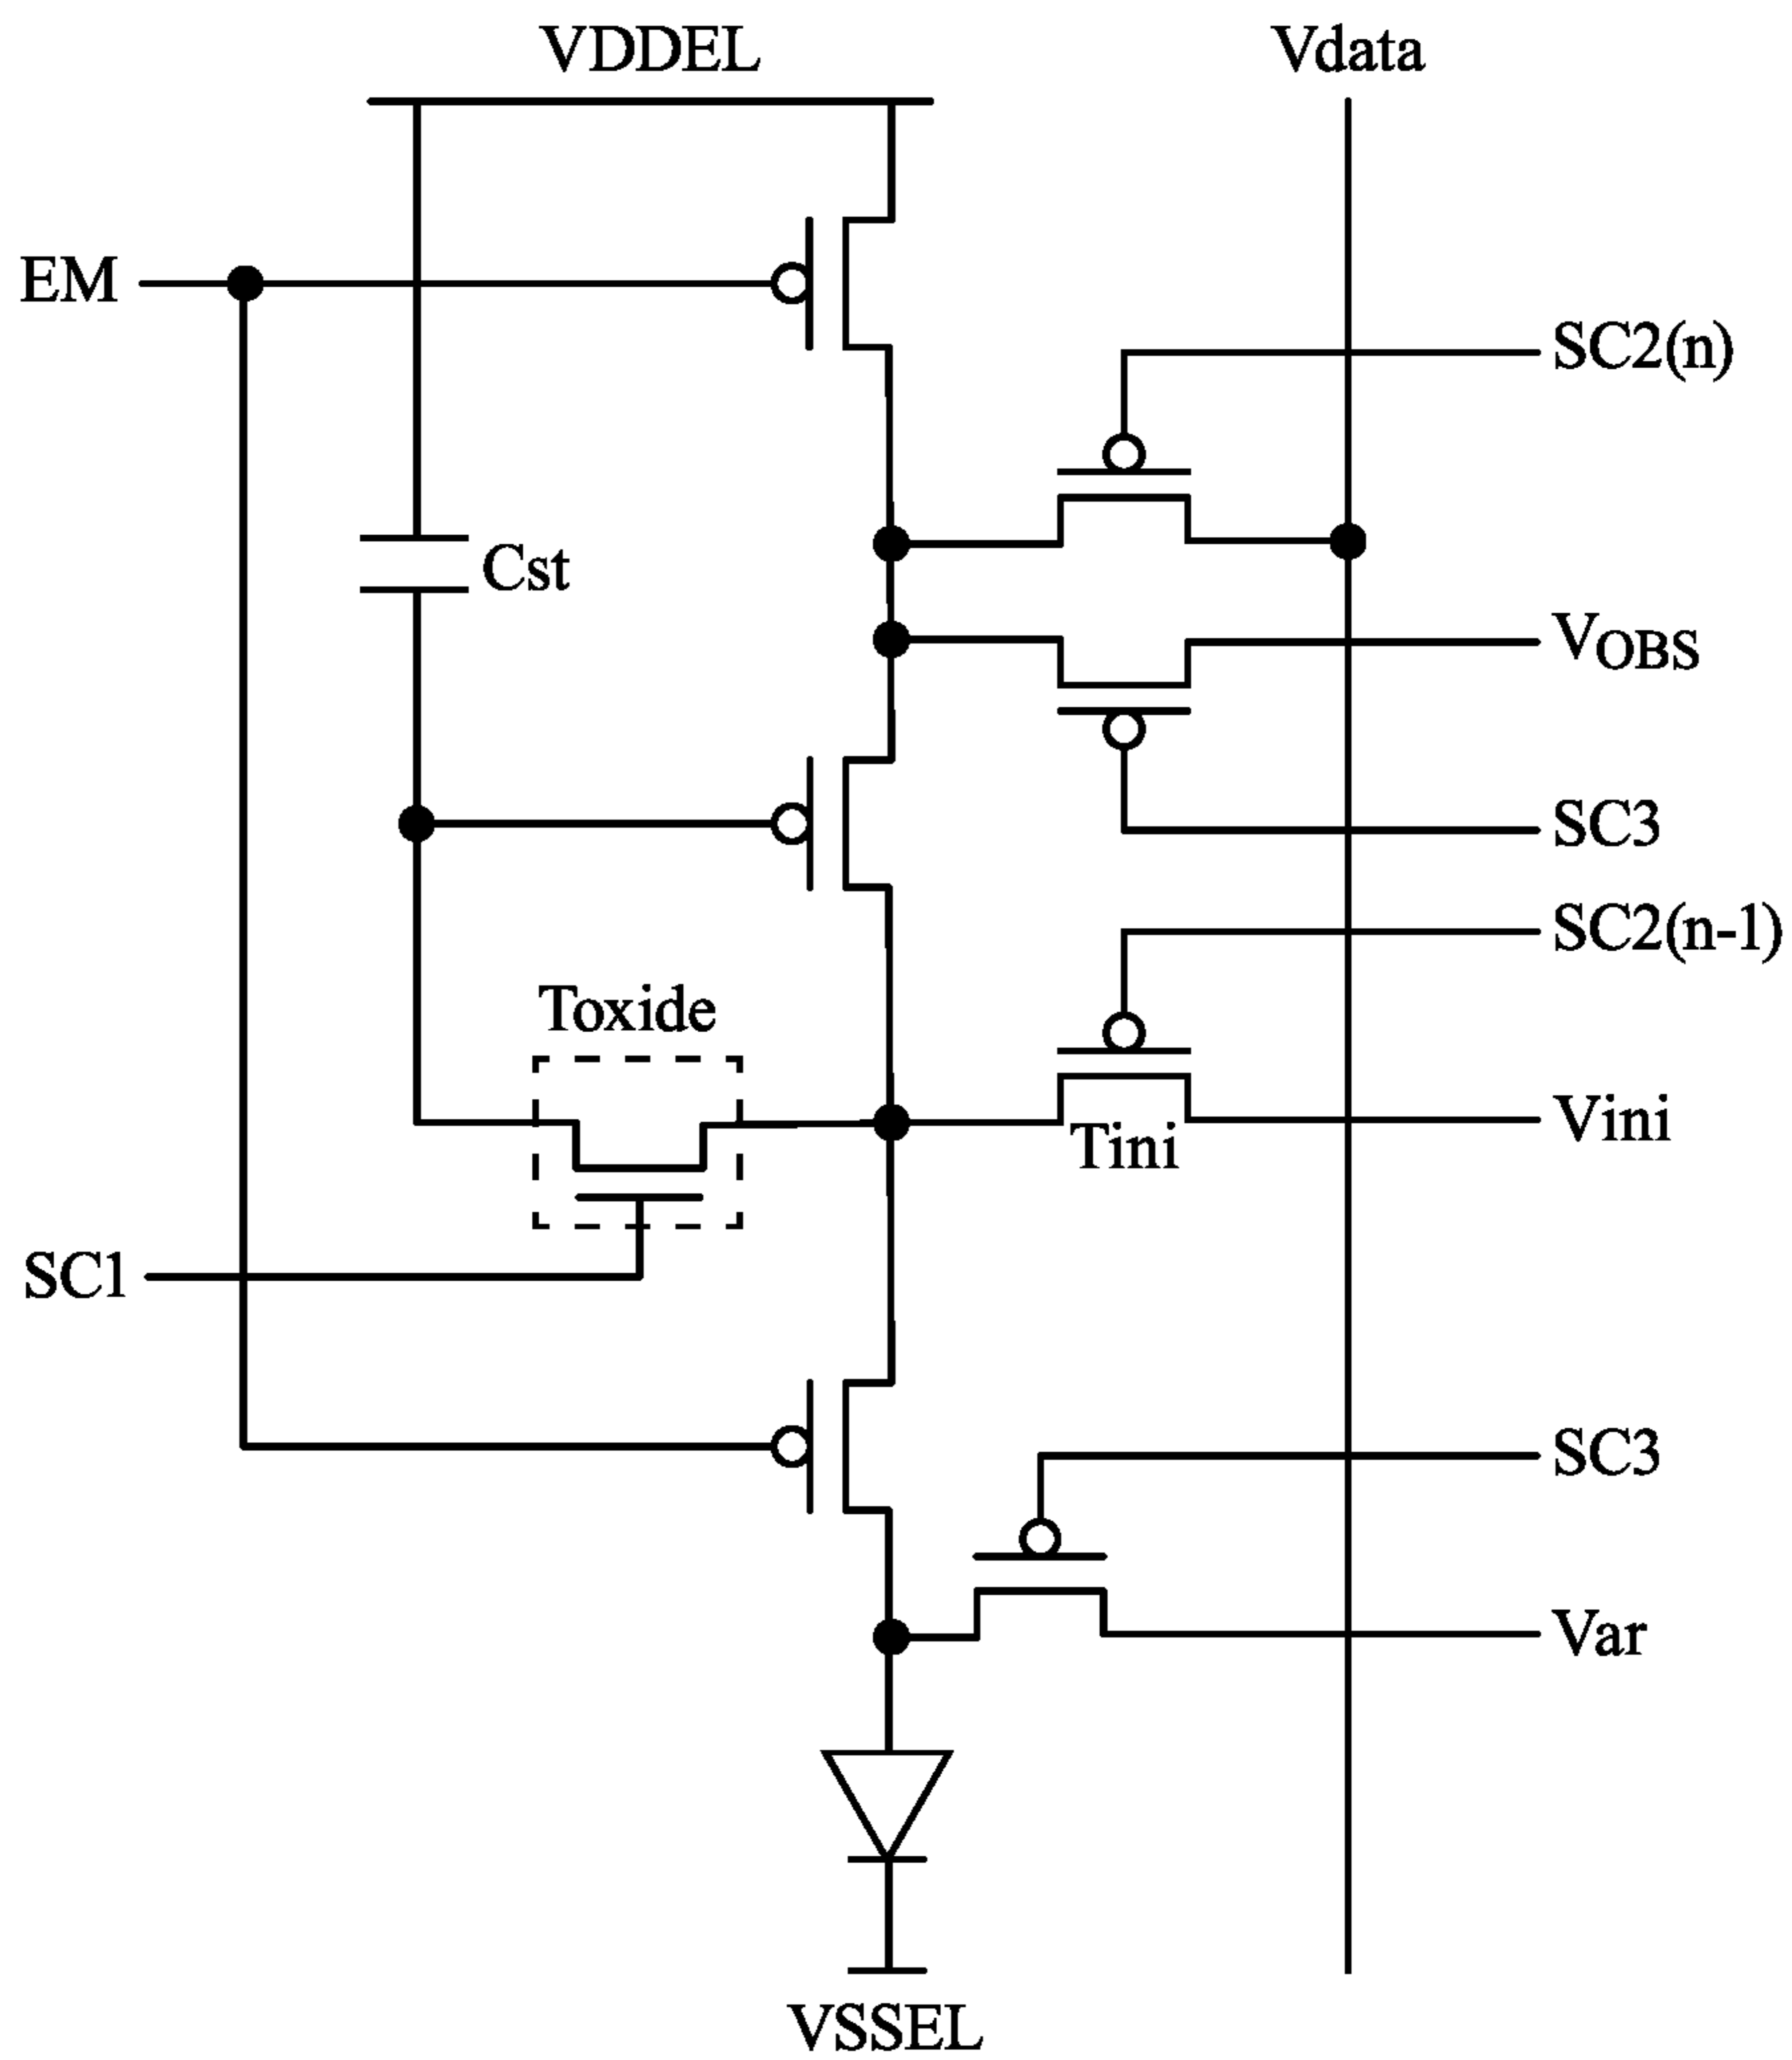 VDDEL
Vdata
EM
SC2(n)
Cst
VOBS
SC3
SC2(n-1)
Toxide
Vini
Tini
SC1
SC3
Var
VSSEL